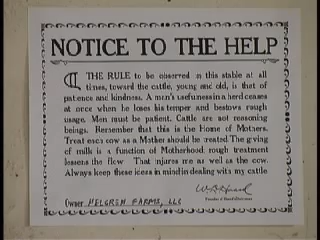 NOTICE TO THE HELP
THE RULE to be observed in this stable at all
times, toward the cattle, young and old, is that of
patience and kindness. A man's usefulness in a herd ceases
at once when he loses his temper and bestows rough
usage. Men must be patient. Cattle are not reasoning
beings. Remember that this is the Home of Mothers.
Treat each cow as a Mother should be treated The giving
of milk is a function of Motherhood rough treatment
lessens the flow That injures me as well as the cow.
Always keep these ideas in mind in dealing with my cattle
Owner HELGREN FARMS, LLC